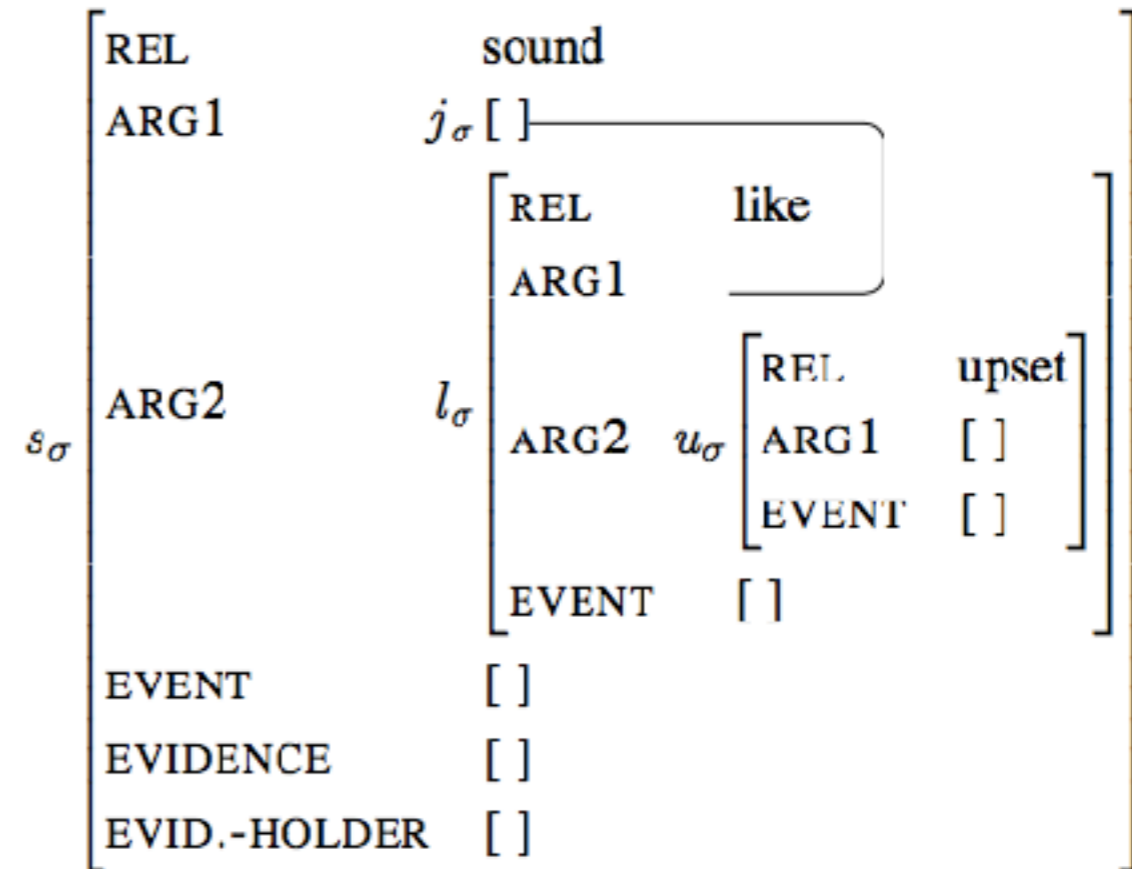 REL sound
ARG1 jσ [ ]
REL like
ARG1
REL upset
ARG2 lσ
sσ ARG2 uσ ARG1 [ ]
EVENT [ ]
EVENT [ ]
EVENT [ ]
EVIDENCE [ ]
EVID.-HOLDER [ ]